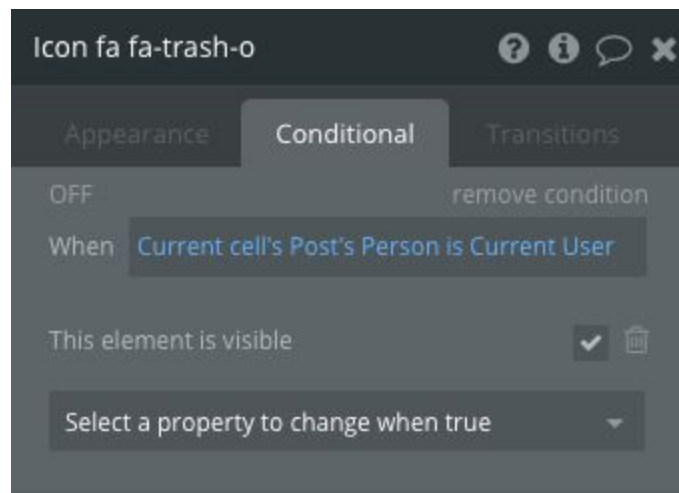 Icon fa fa-trash-o
Appearance Conditional Transitions
OFF remove condition
When Current cell's Post's Person is Current User
This element is visible
Select a property to change when true